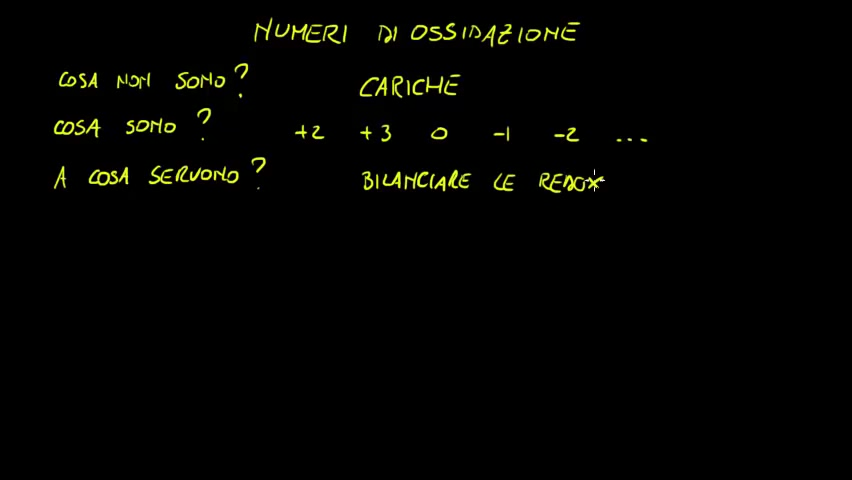 NUMERI DI OSSIDAZIONE
COSA NON SONO? CARICHE
COSA SONO? +2 +3 0 -1 -2 ...
A COSA SERVONO? BILANCIARE LE REDOX